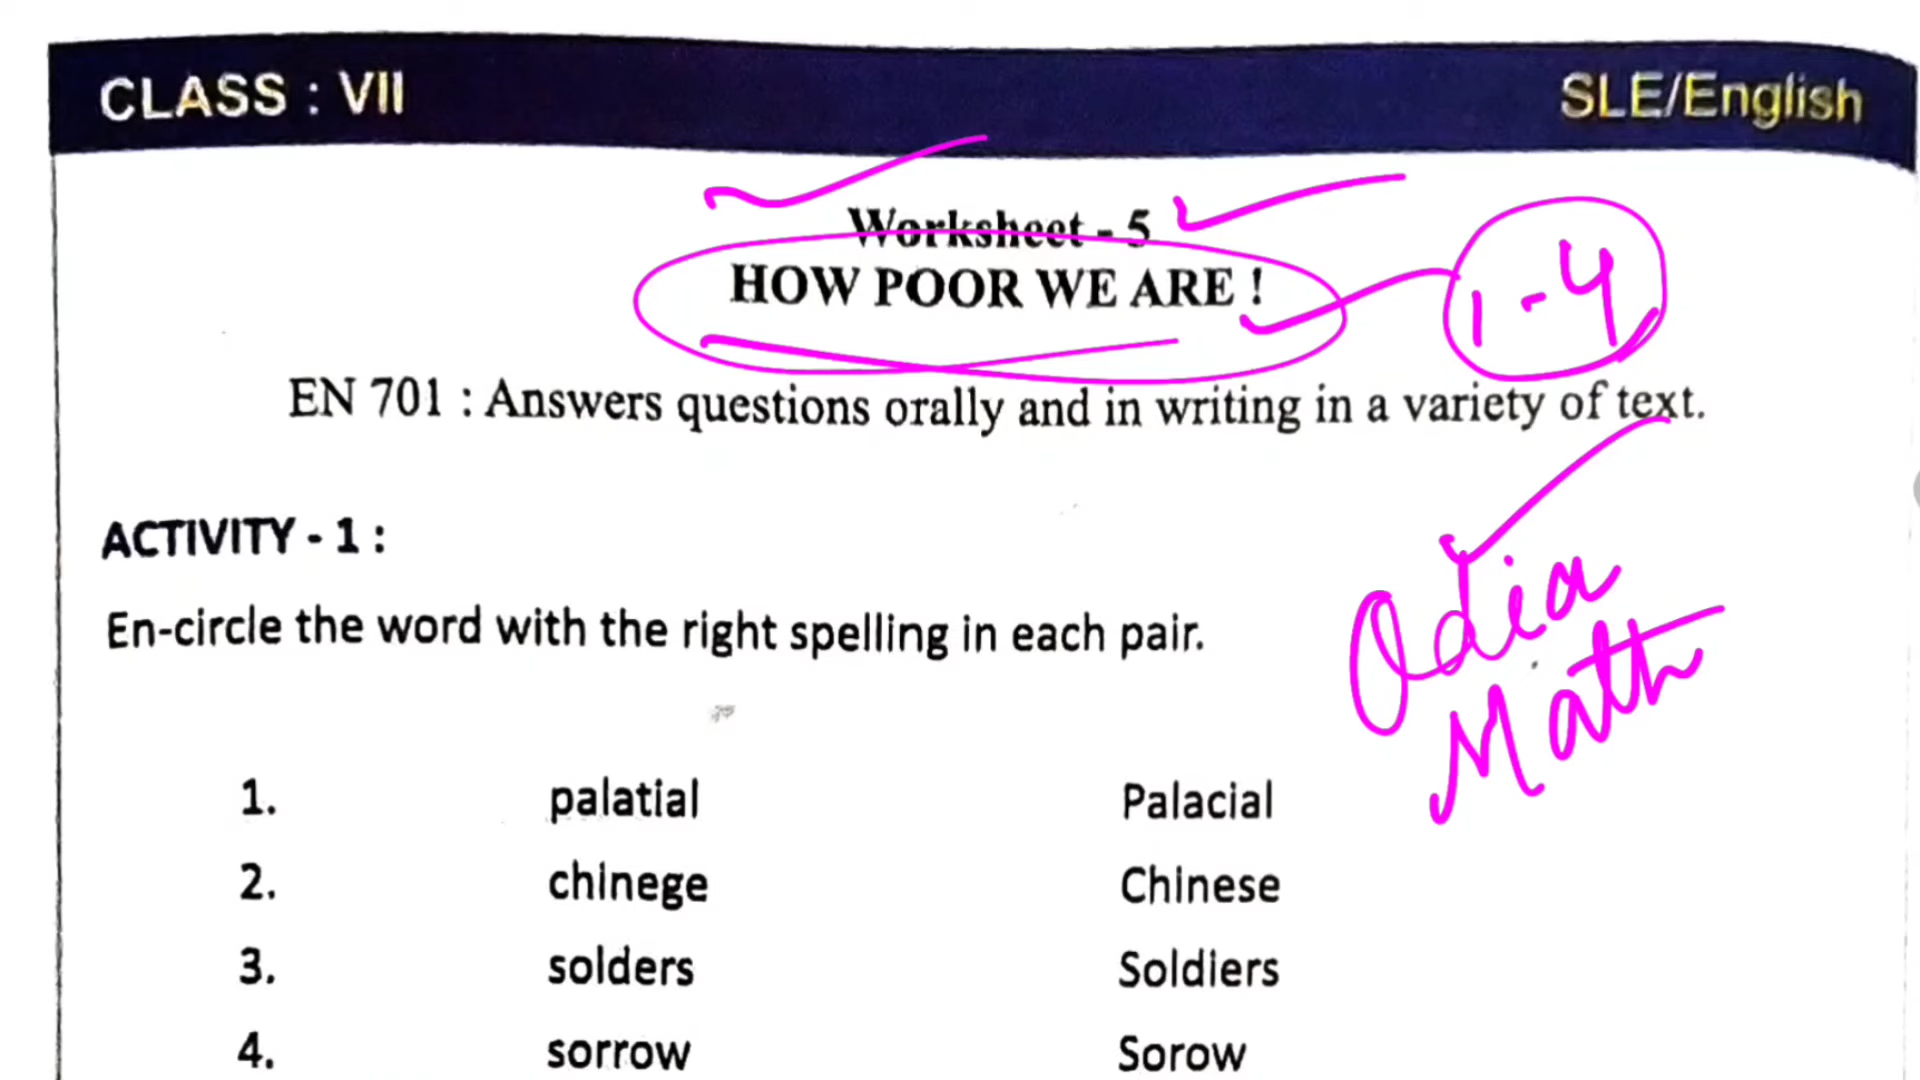 CLASS : VII SLE/English
Worksheet - 5
HOW POOR WE ARE !
1-4
EN 701 : Answers questions orally and in writing in a variety of text.
ACTIVITY - 1 :
En-circle the word with the right spelling in each pair.
Odia
Math
1. palatial Palacial
2. chinege Chinese
3. solders Soldiers
4. sorrow Sorow